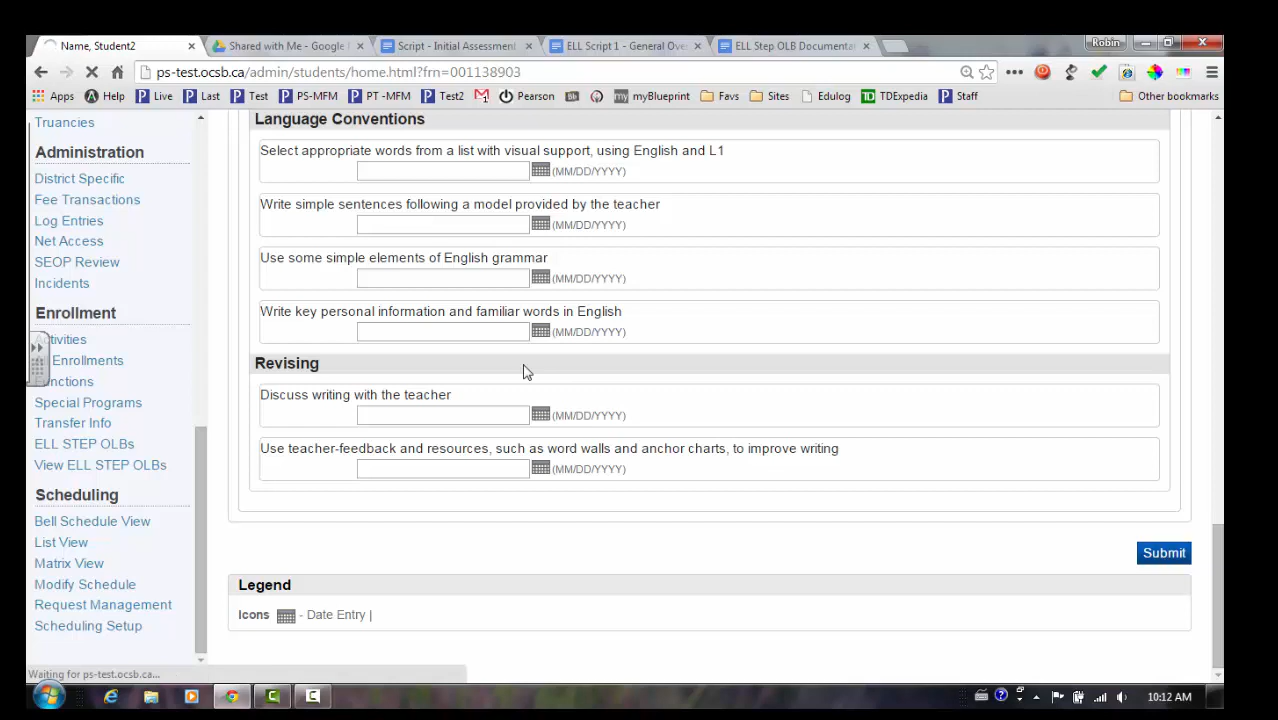 Name, Student2
Shared with Me - Google
Script - Initial Assessment
ELL Script 1 - General Ove
ELL Step OLB Documenta
Robin
ps-test.ocsb.ca/admin/students/home.html?frn=
Apps Help Live Last Test PS-MFM PT -MFM Test2 Pearson myBlueprint Favs Sites Edulog TDExpedia Staff Other bookmarks
Truancies
Administration
District Specific
Fee Transactions
Log Entries
Net Access
SEOP Review
Incidents
Enrollment
Enrollments
Special Programs
Transfer Info
ELL STEP OLBs
View ELL STEP OLBs
Scheduling
Bell Schedule View
List View
Matrix View
Modify Schedule
Request Management
Scheduling Setup
Language Conventions
Select appropriate words from a list with visual support, using English and L1
(MM/DD/YYYY)
Write simple sentences following a model provided by the teacher
(MM/DD/YYYY)
Use some simple elements of English grammar
(MM/DD/YYYY)
Write key personal information and familiar words in English
(MM/DD/YYYY)
Revising
Discuss writing with the teacher
(MM/DD/YYYY)
Use teacher-feedback and resources, such as word walls and anchor charts, to improve writing
(MM/DD/YYYY)
Submit
Legend
Icons - Date Entry |
Waiting for ps-test.ocsb.ca...
10:12 AM